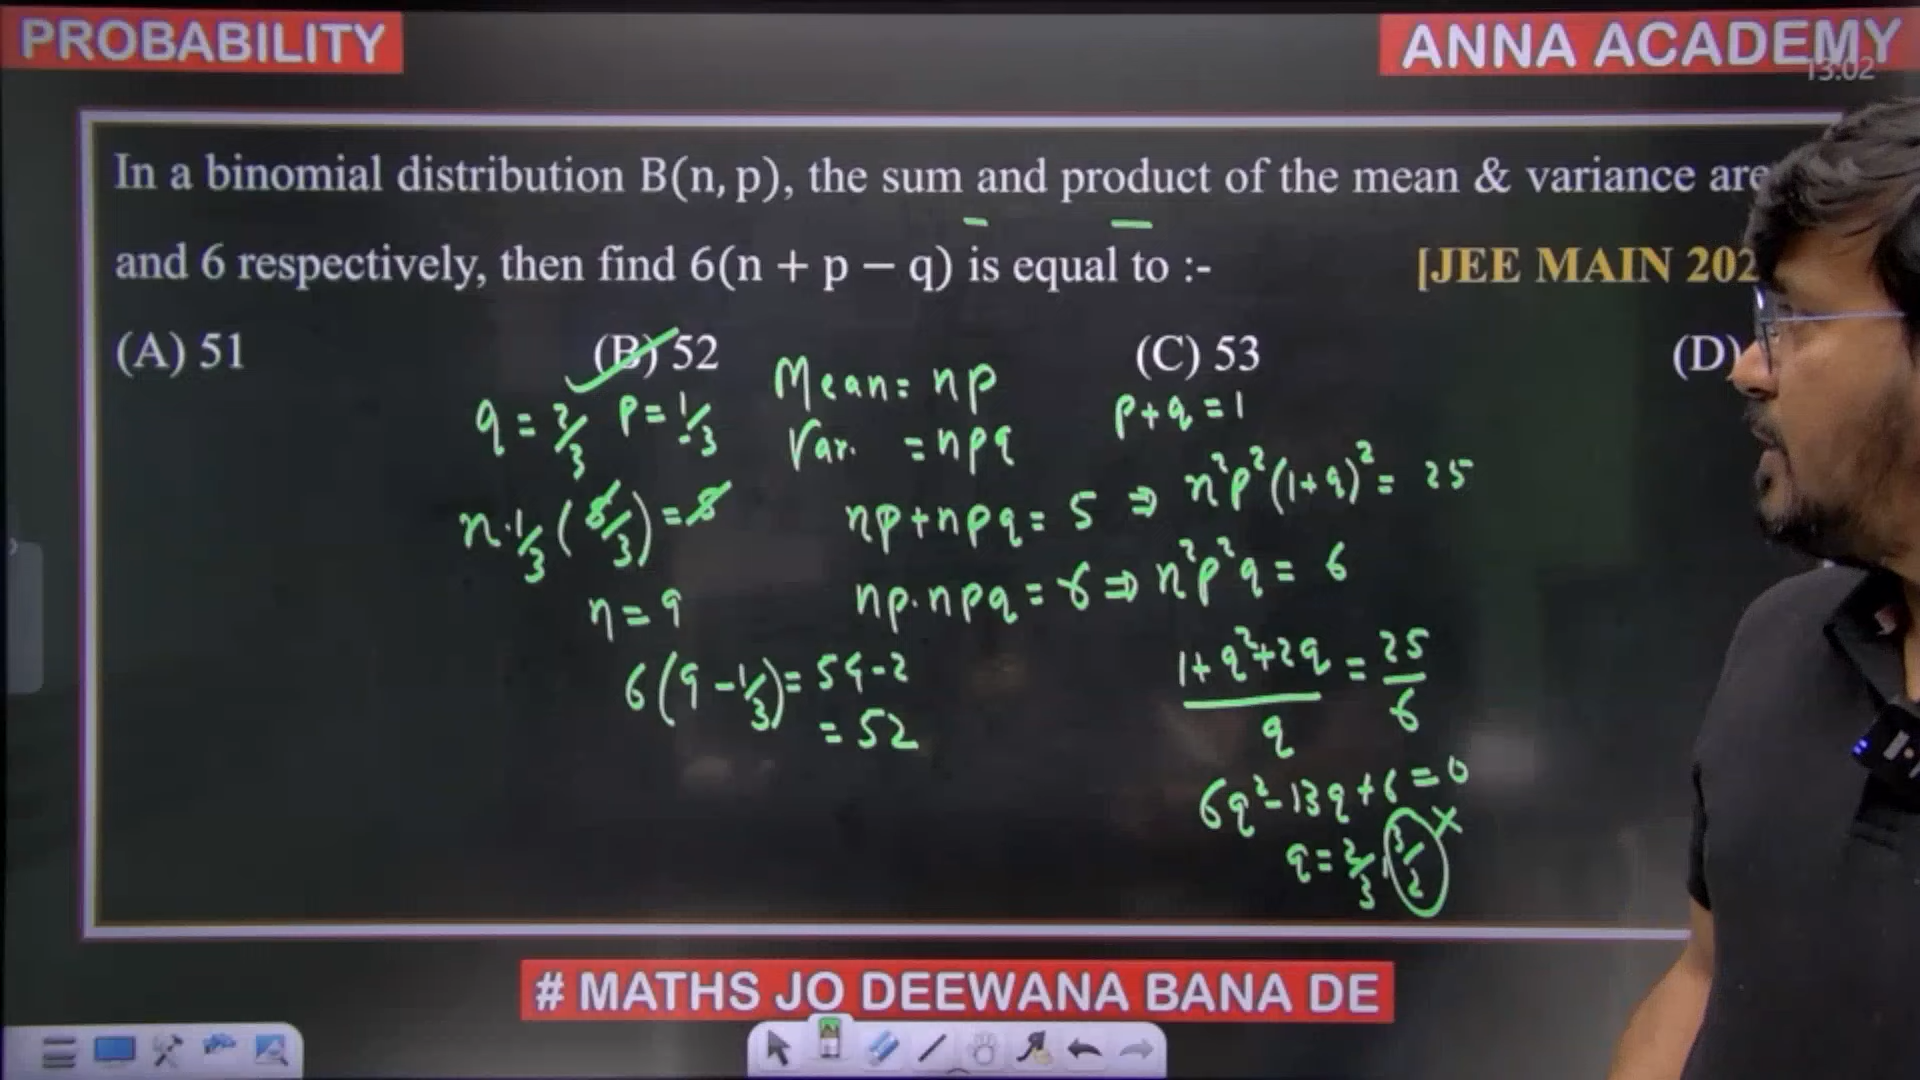 PROBABILITY
ANNA ACADEMY
13:02
In a binomial distribution B(n, p), the sum and product of the mean & variance are
and 6 respectively, then find 6(n + p − q) is equal to :-
[JEE MAIN 202
(A) 51
(B) 52
(C) 53
(D)
Mean = np
p + q = 1
q = 2/3 p = 1/3
Var. = npq
np + npq = 5 ⇒ n²p²(1+q)² = 25
n·1/3 (5/3) = 5
np·npq = 6 ⇒ n²p²q = 6
n = 9
1 + q² + 2q / q = 25 / 6
6(9 − 1/3) = 54 − 2
= 52
6q² − 13q + 6 = 0
q = 2/3, 3/2 ×
# MATHS JO DEEWANA BANA DE